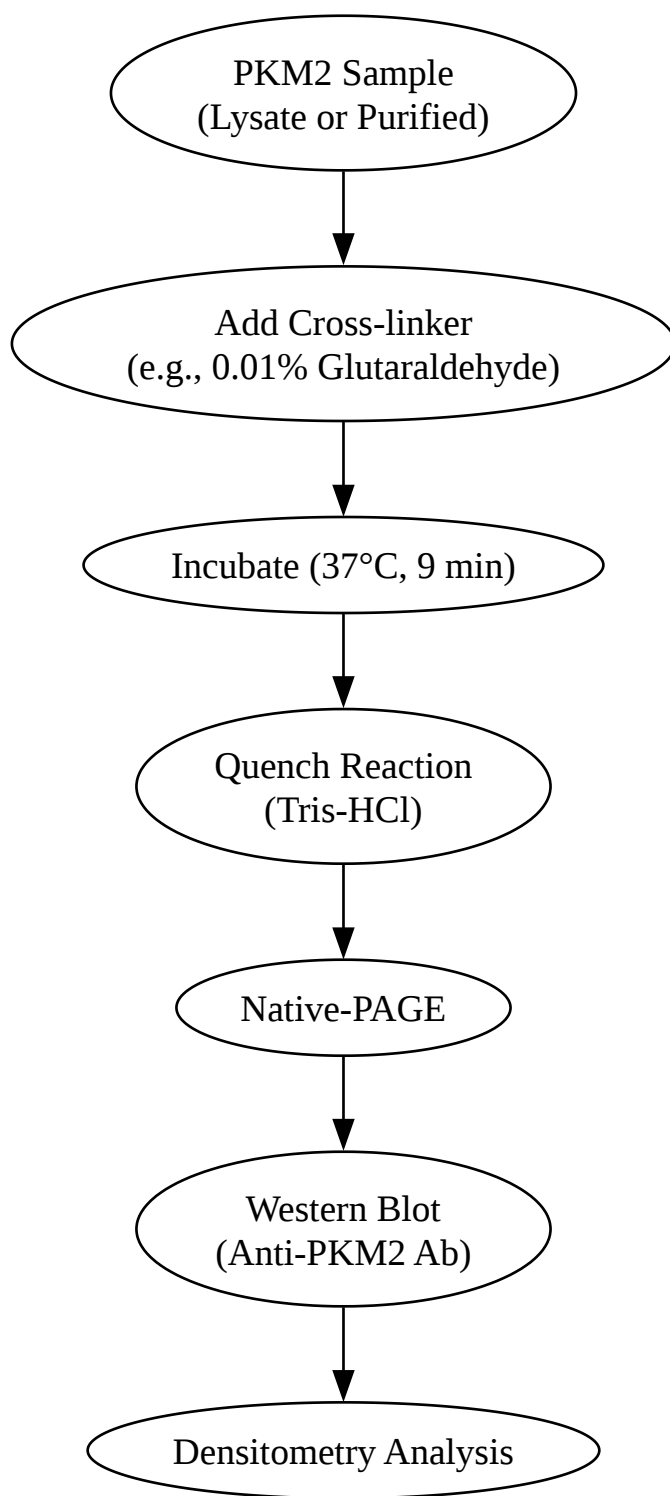 PKM2 Sample
(Lysate or Purified)
Add Cross-linker
(e.g., 0.01% Glutaraldehyde)
Incubate (37°C, 9 min)
Quench Reaction
(Tris-HCl)
Native-PAGE
Western Blot
(Anti-PKM2 Ab)
Densitometry Analysis